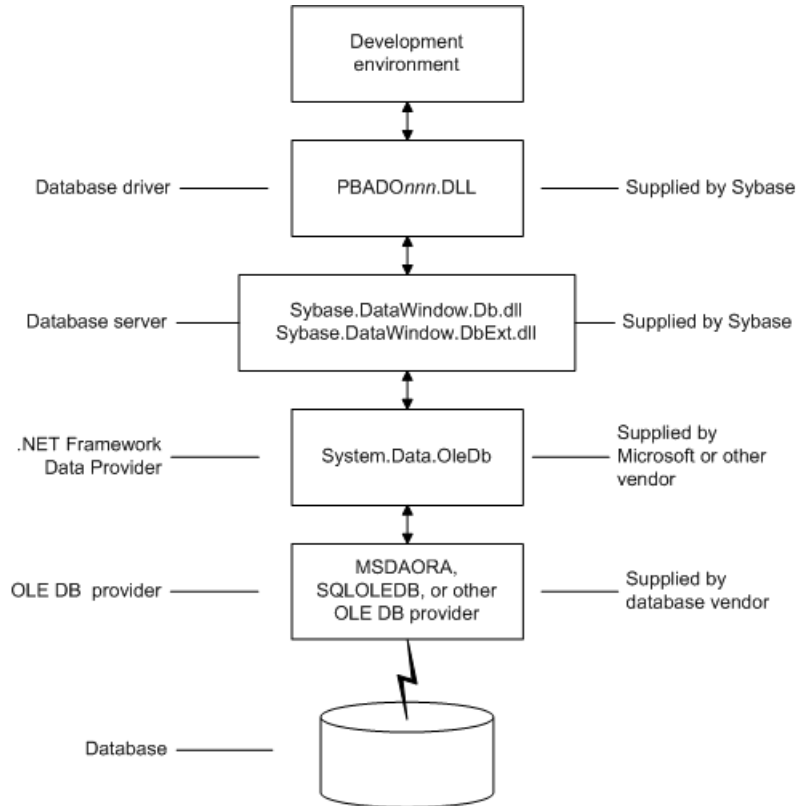 Development
environment
Database driver
PBADOnnn.DLL
Supplied by Sybase
Database server
Sybase.DataWindow.Db.dll
Sybase.DataWindow.DbExt.dll
Supplied by Sybase
.NET Framework
Data Provider
System.Data.OleDb
Supplied by
Microsoft or other
vendor
OLE DB provider
MSDAORA,
SQLOLEDB, or other
OLE DB provider
Supplied by
database vendor
Database